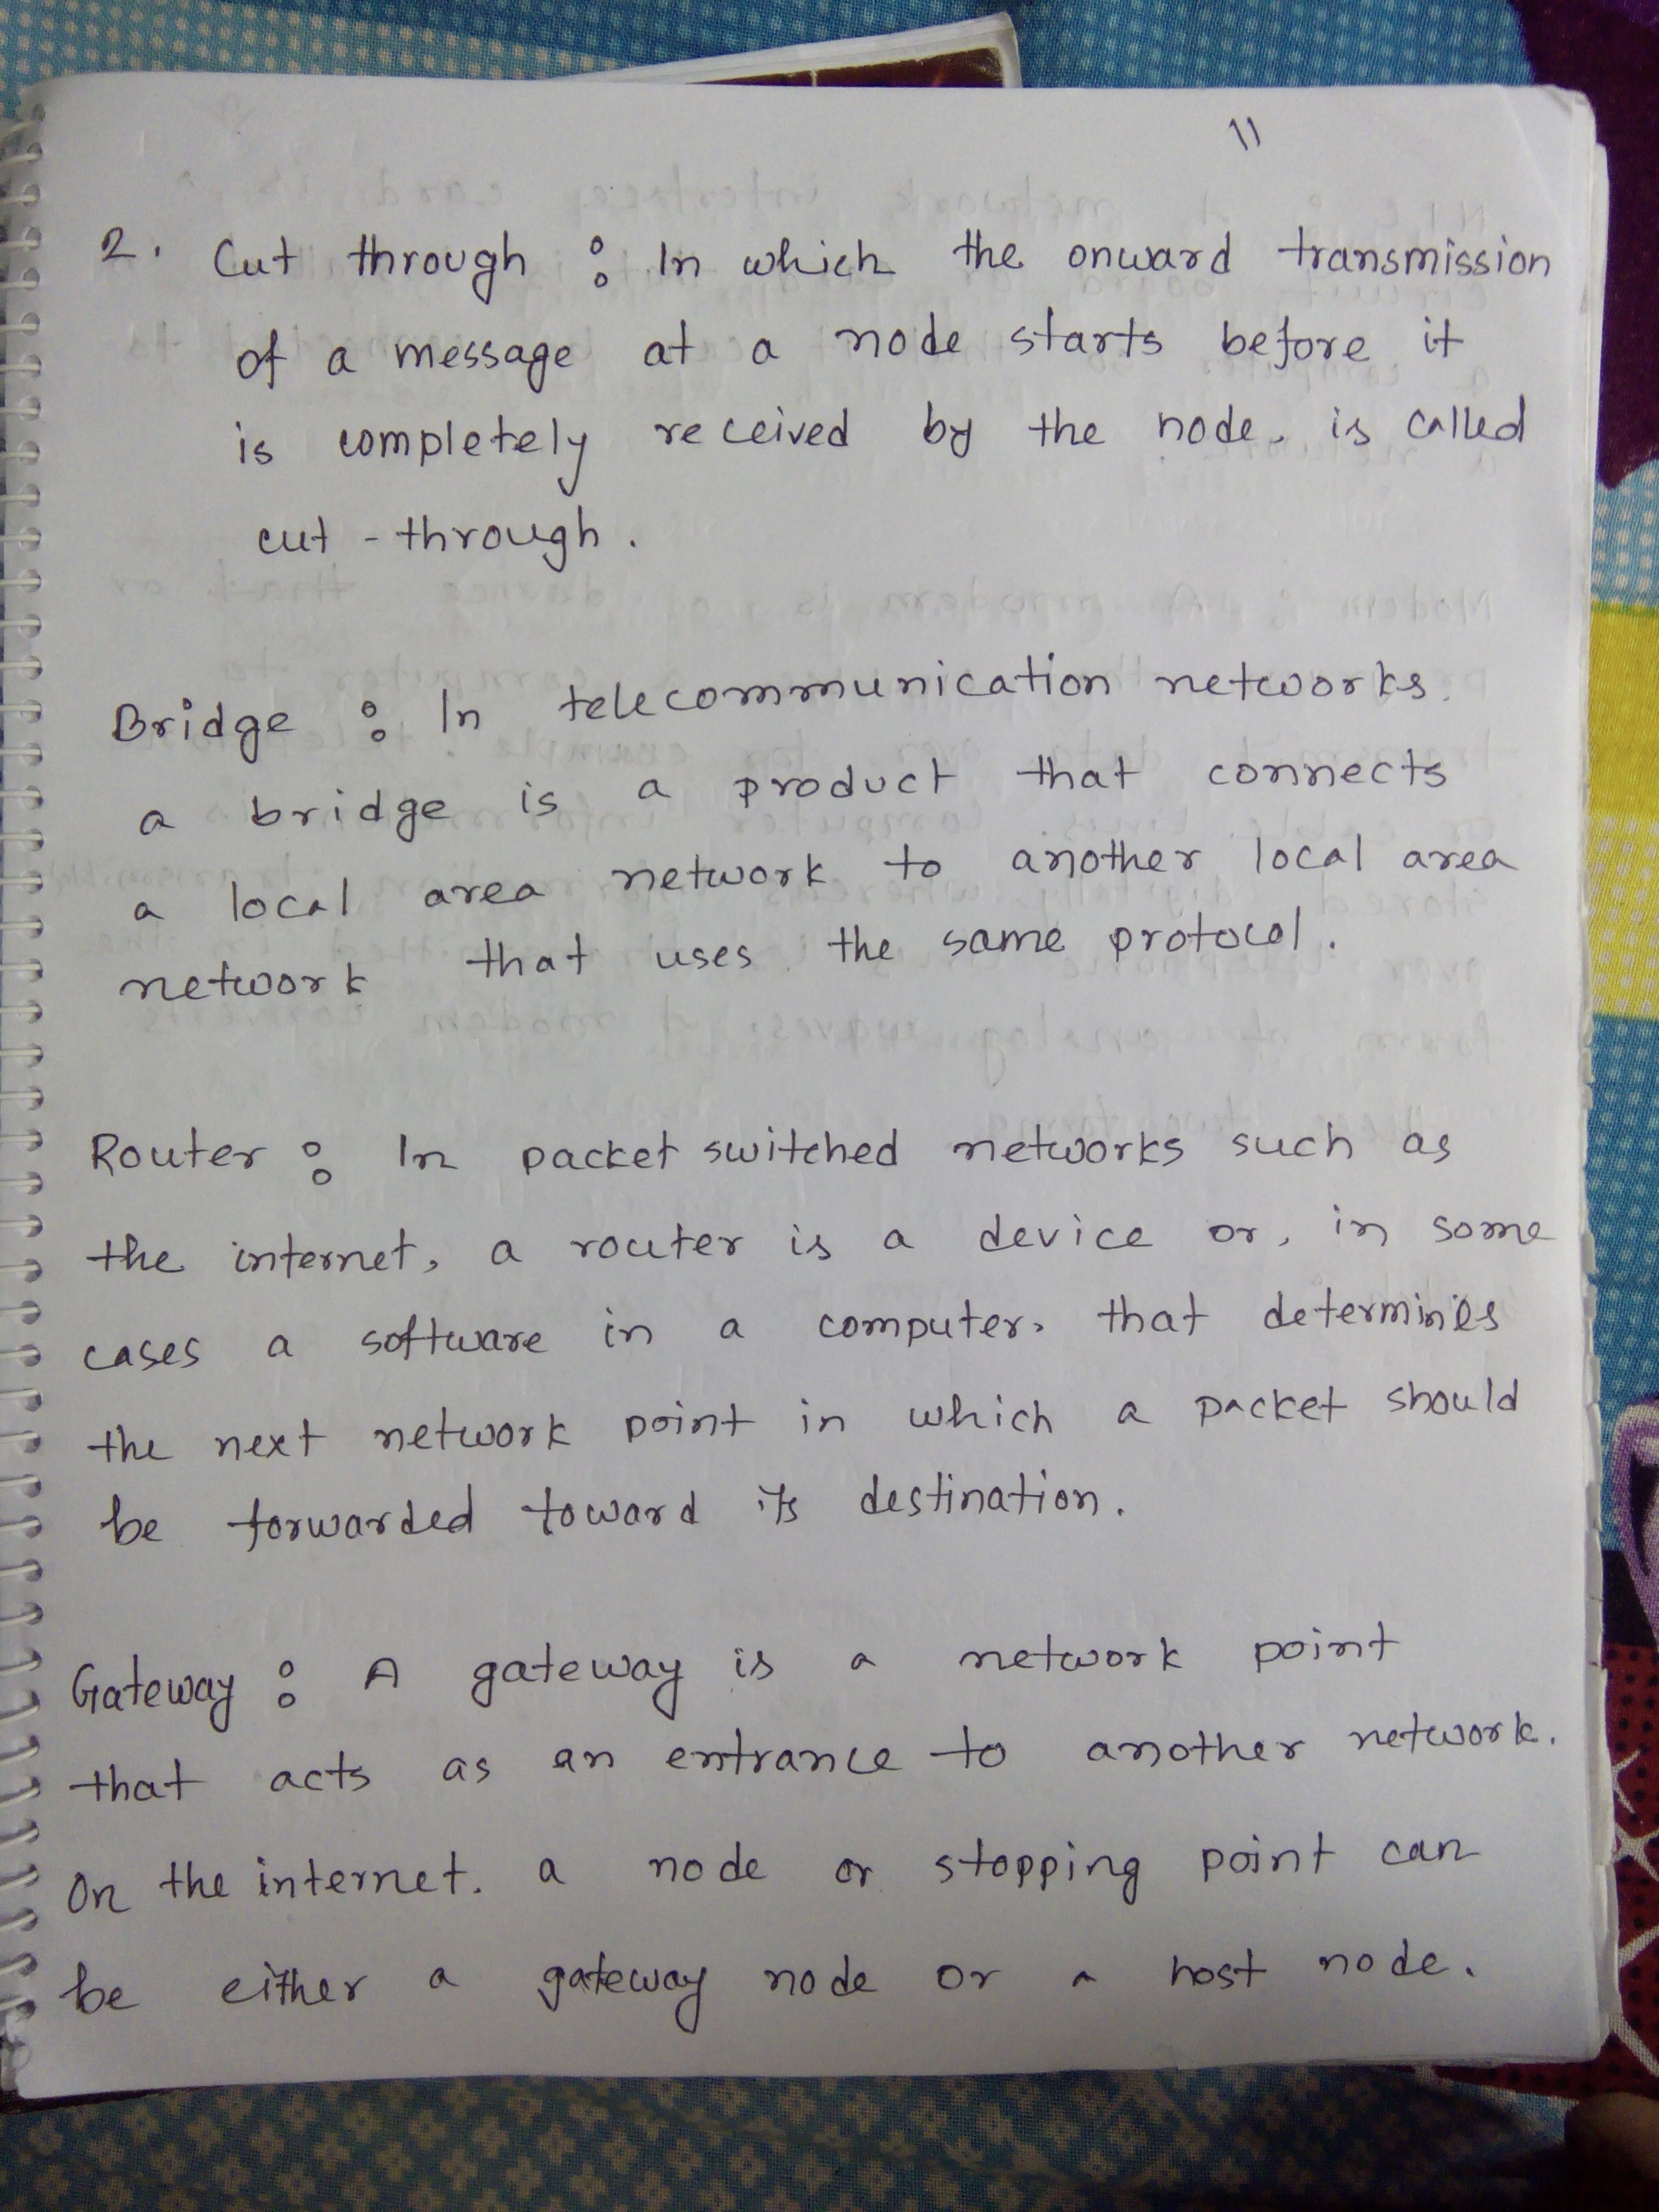 11
2. Cut through : In which the onward transmission
of a message at a node starts before it
is completely received by the node, is called
cut - through.
Bridge : In telecommunication networks.
a bridge is a product that connects
a local area network to another local area
network that uses the same protocol.
Router : In packet switched networks such as
the internet, a router is a device or, in some
cases a software in a computer, that determines
the next network point in which a packet should
be forwarded toward its destination.
Gateway : A gateway is a network point
that acts as an entrance to another network.
On the internet. a node or stopping point can
be either a gateway node or a host node.